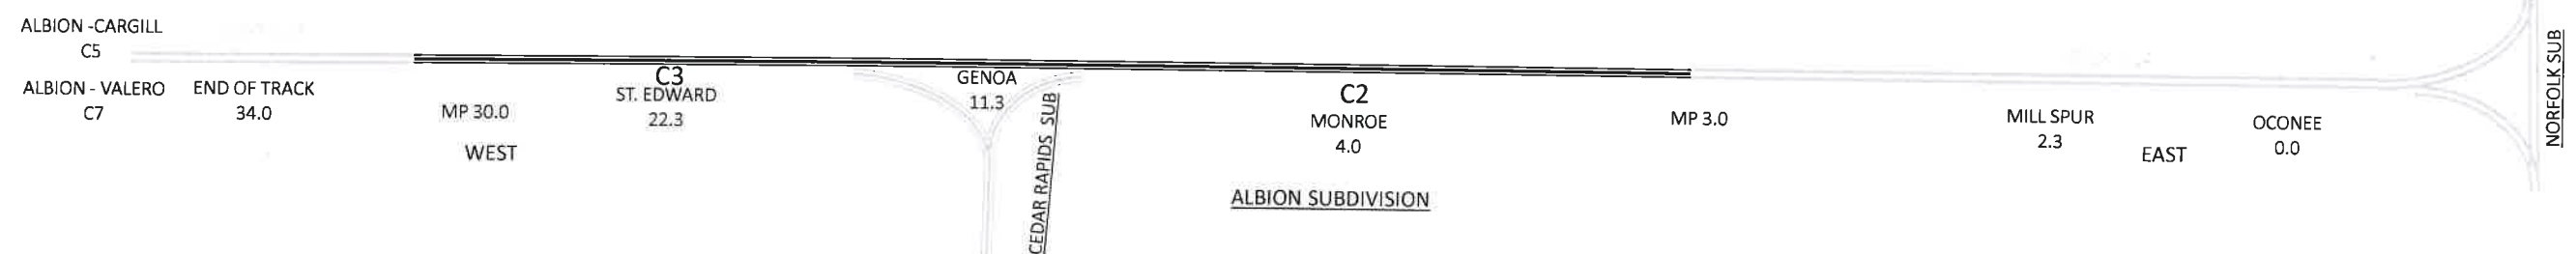 ALBION -CARGILL
C5
ALBION - VALERO
C7
END OF TRACK
34.0
MP 30.0
WEST
C3
ST. EDWARD
22.3
GENOA
11.3
CEDAR RAPIDS SUB
C2
MONROE
4.0
ALBION SUBDIVISION
MP 3.0
MILL SPUR
2.3
EAST
OCONEE
0.0
NORFOLK SUB